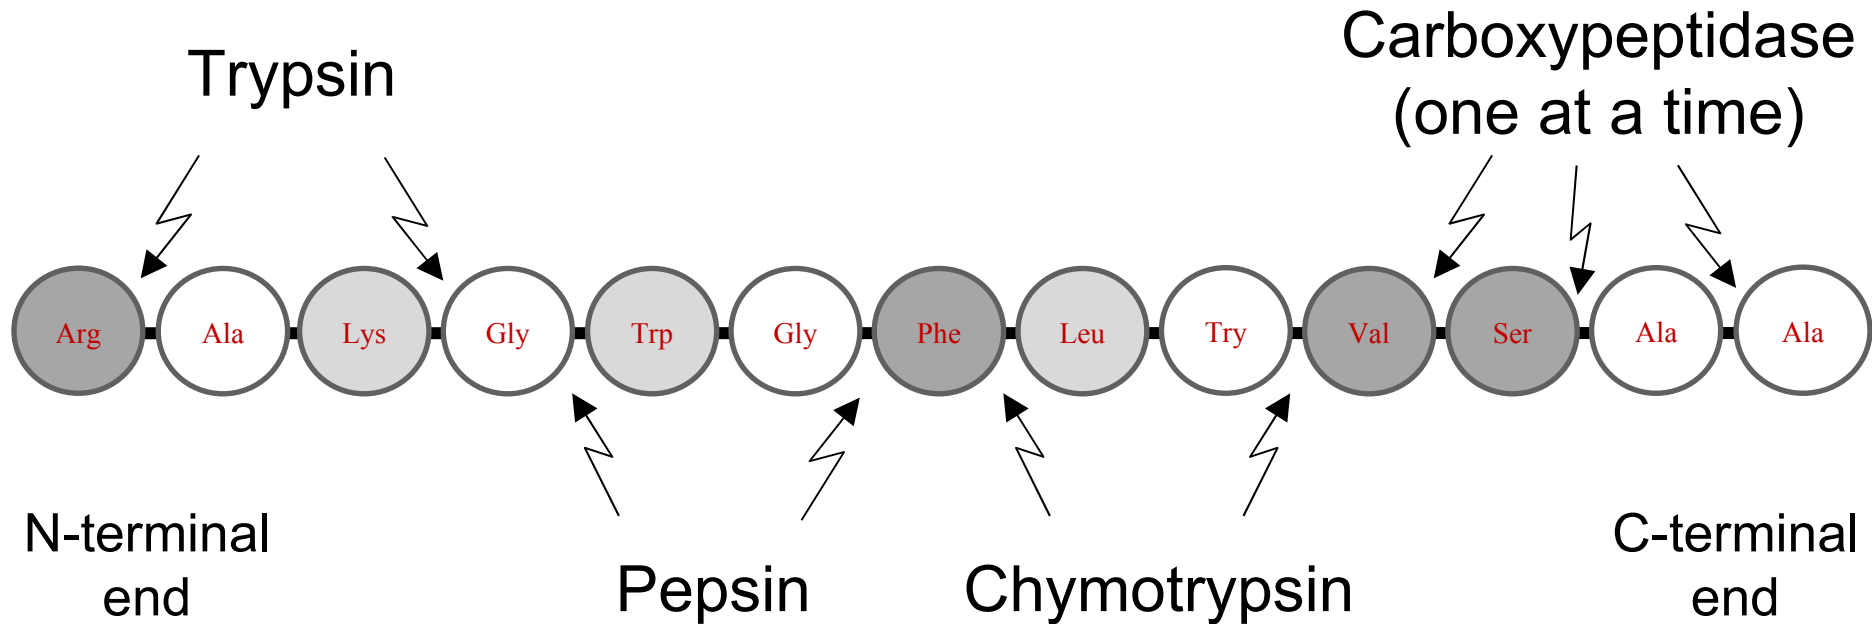 Trypsin
Carboxypeptidase
(one at a time)
Arg Ala Lys Gly Trp Gly Phe Leu Try Val Ser Ala Ala
N-terminal
end
Pepsin
Chymotrypsin
C-terminal
end